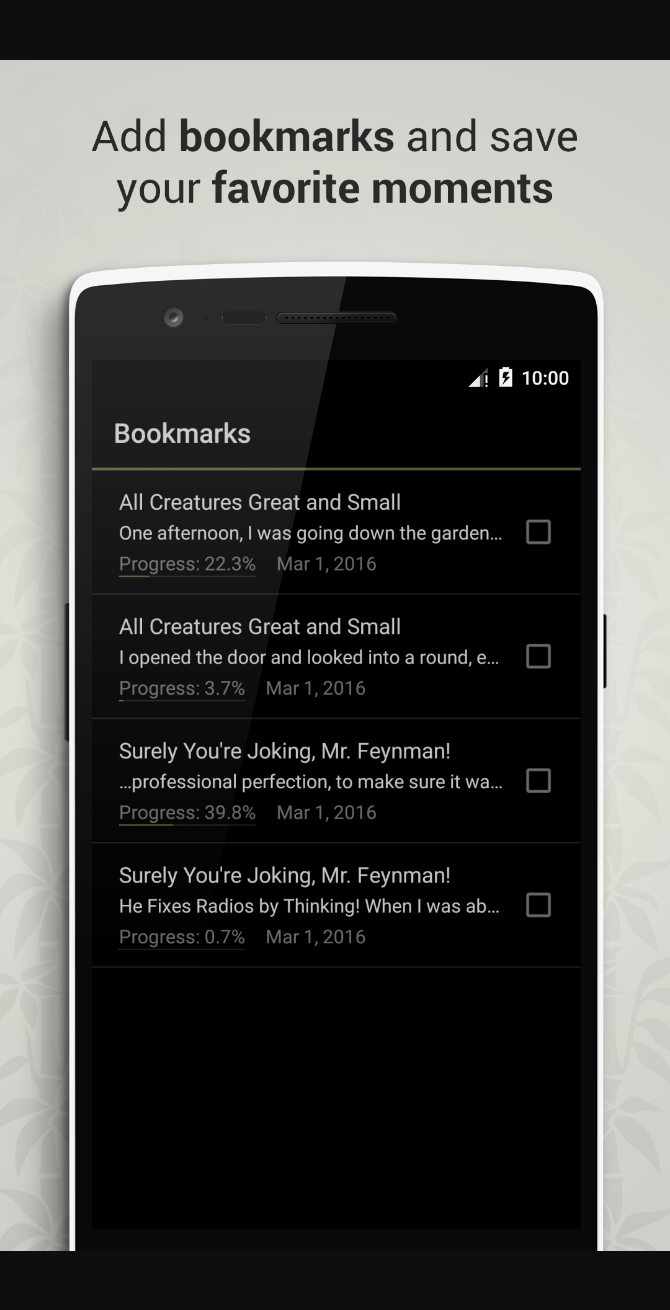 Add bookmarks and save
your favorite moments
10:00
Bookmarks
All Creatures Great and Small
One afternoon, I was going down the garden...
Progress: 22.3% Mar 1, 2016
All Creatures Great and Small
I opened the door and looked into a round, e...
Progress: 3.7% Mar 1, 2016
Surely You're Joking, Mr. Feynman!
...professional perfection, to make sure it wa...
Progress: 39.8% Mar 1, 2016
Surely You're Joking, Mr. Feynman!
He Fixes Radios by Thinking! When I was ab...
Progress: 0.7% Mar 1, 2016